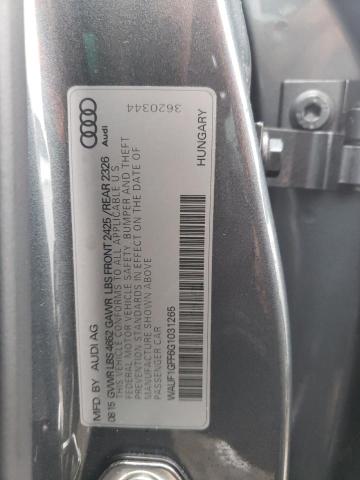 MFD BY AUDI AG
08 15 GVWR LBS 4862 GAWR LBS FRONT 2425/REAR 2326
THIS VEHICLE CONFORMS TO ALL APPLICABLE U S
FEDERAL MOTOR VEHICLE SAFETY, BUMPER AND THEFT
PREVENTION STANDARDS IN EFFECT ON THE DATE OF
MANUFACTURE SHOWN ABOVE
PASSENGER CAR
WAUF1GFF6G1031265
Audi
3620344
HUNGARY